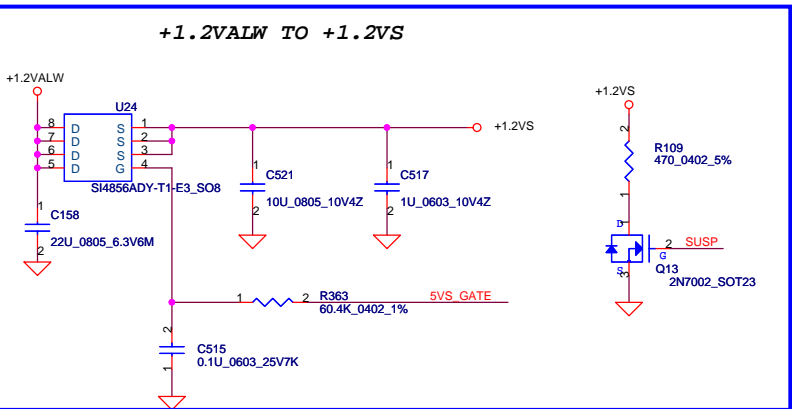 +1.2VALW TO +1.2VS
+1.2VALW
U24
8 D S 1
7 D S 2
6 D S 3
5 D G 4
SI4856ADY-T1-E3_SO8
+1.2VS
1
C158
2
22U_0805_6.3V6M
1
C521
2
10U_0805_10V4Z
1
C517
2
1U_0603_10V4Z
1 2
R363
60.4K_0402_1%
5VS_GATE
2
C515
1
0.1U_0603_25V7K
+1.2VS
2
R109
470_0402_5%
1
D 1
2 SUSP
G
S 3
Q13
2N7002_SOT23